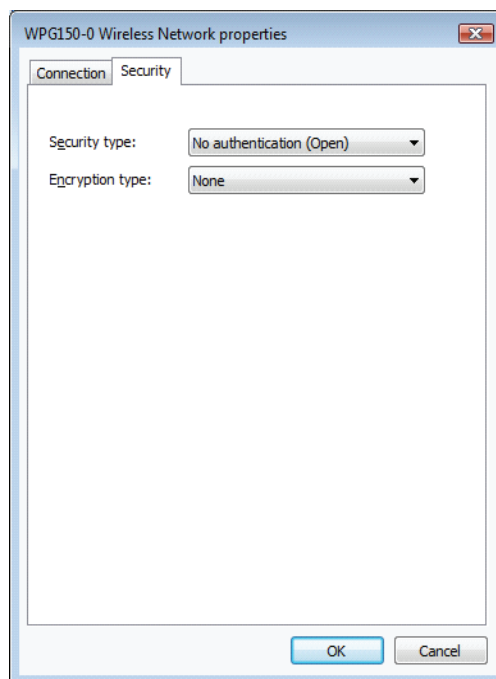 WPG150-0 Wireless Network properties
Connection Security
Security type: No authentication (Open)
Encryption type: None
OK Cancel